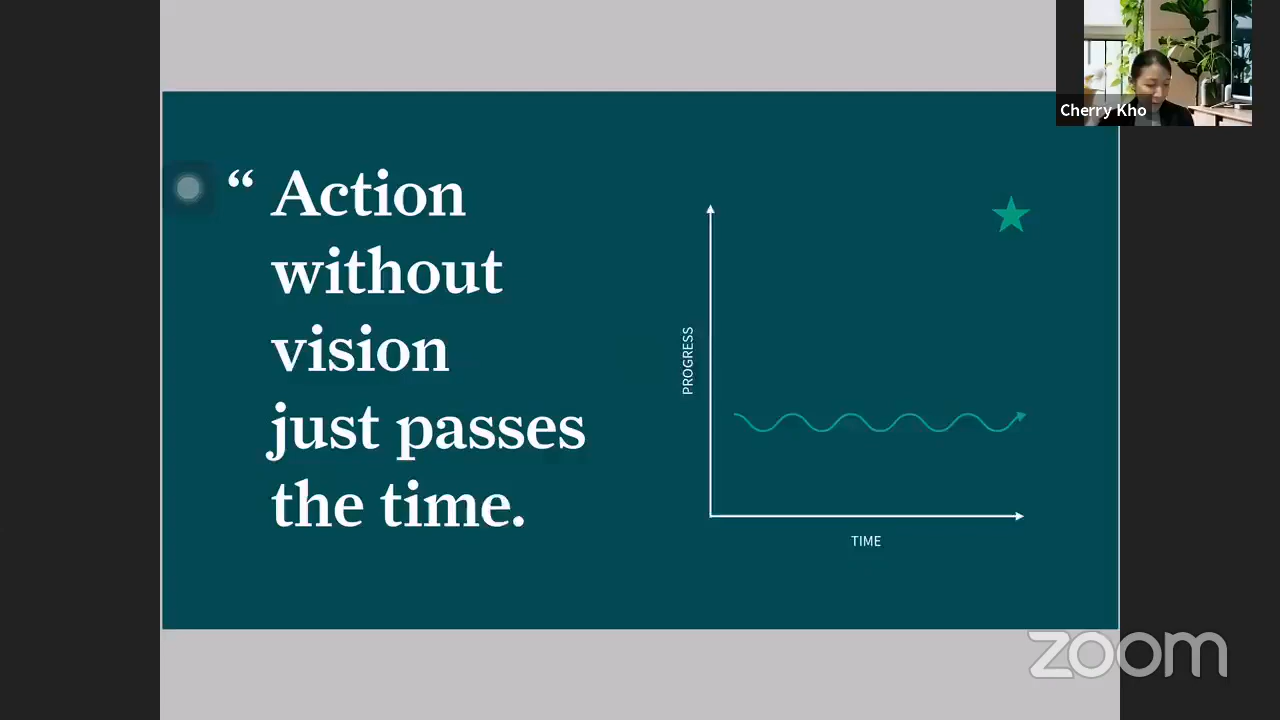 Cherry Kho
“ Action
without
vision
just passes
the time.
PROGRESS
TIME
zoom